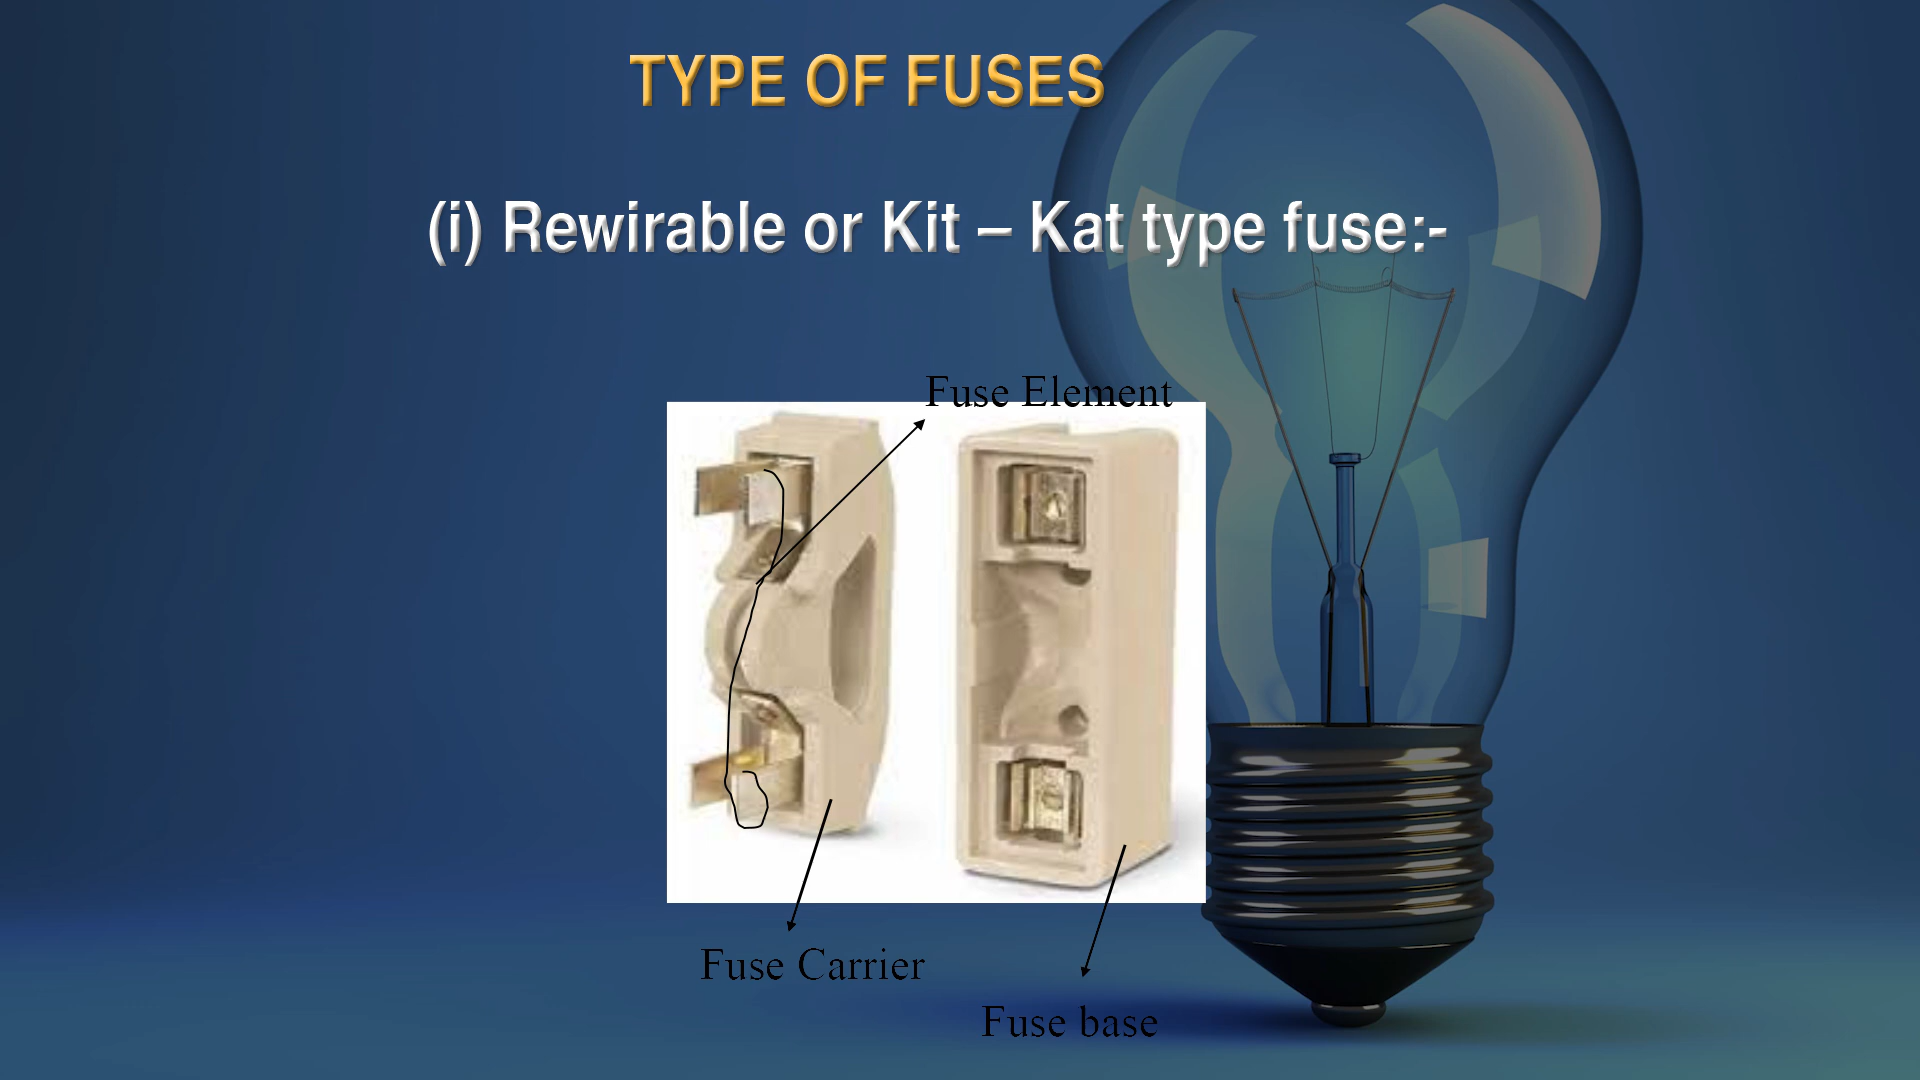 TYPE OF FUSES
(i) Rewirable or Kit – Kat type fuse:-
Fuse Element
Fuse Carrier
Fuse base